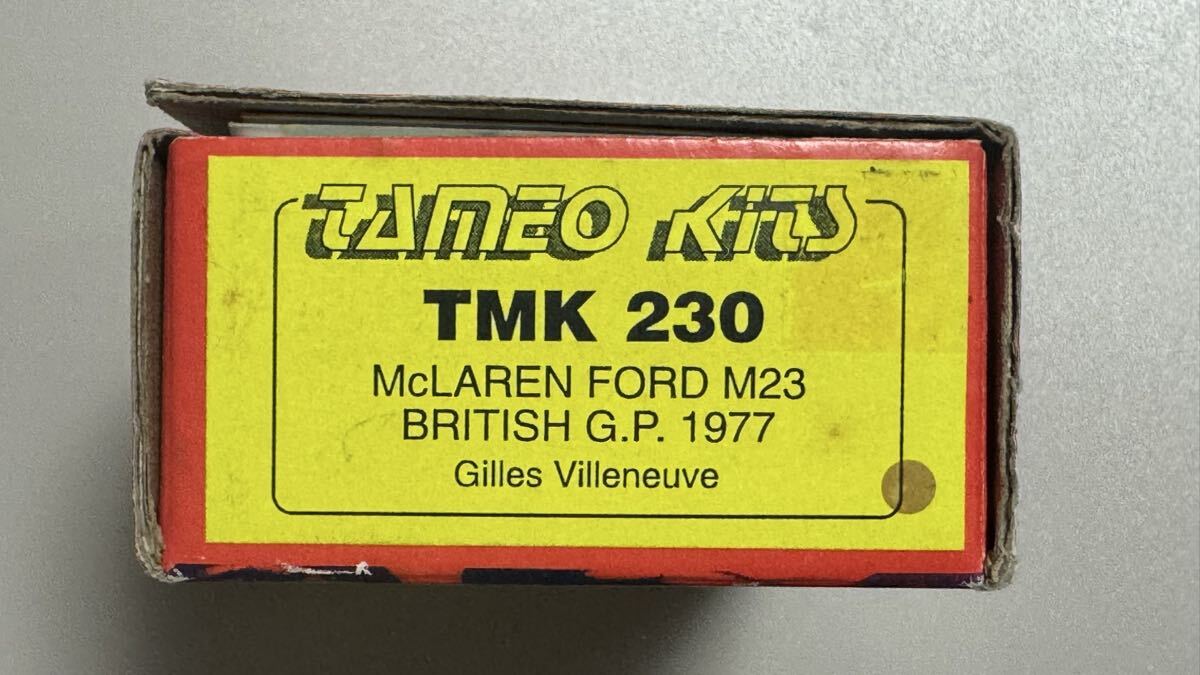 TAMEO KiTS
TMK 230
McLAREN FORD M23
BRITISH G.P. 1977
Gilles Villeneuve